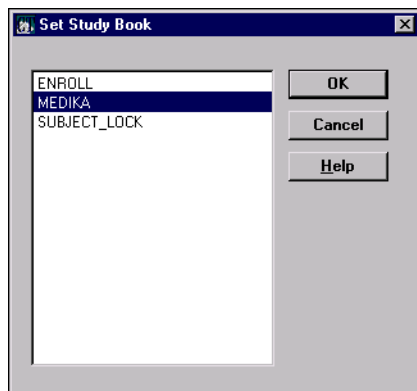 Set Study Book
ENROLL
MEDIKA
SUBJECT_LOCK
OK
Cancel
Help